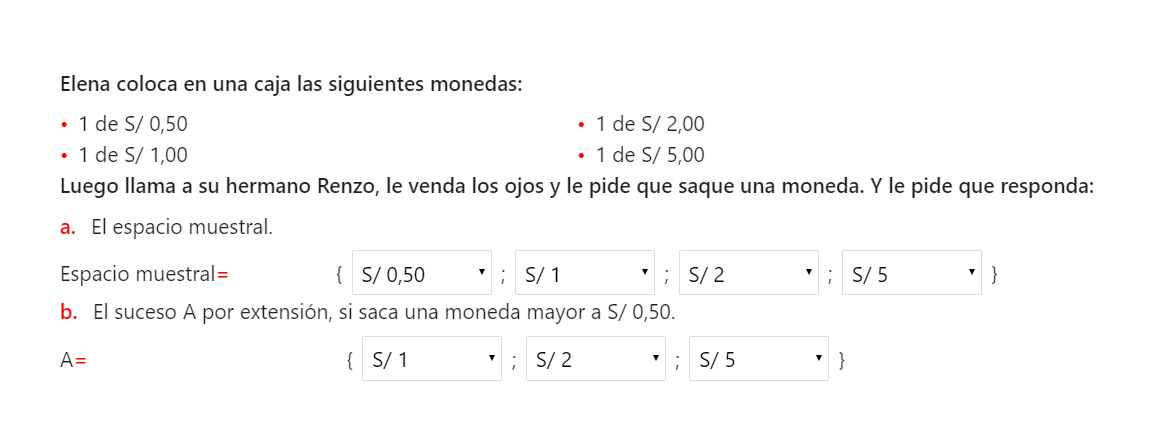 Elena coloca en una caja las siguientes monedas:
• 1 de S/ 0,50
• 1 de S/ 2,00
• 1 de S/ 1,00
• 1 de S/ 5,00
Luego llama a su hermano Renzo, le venda los ojos y le pide que saque una moneda. Y le pide que responda:
a. El espacio muestral.
Espacio muestral= { S/ 0,50 ; S/ 1 ; S/ 2 ; S/ 5 }
b. El suceso A por extensión, si saca una moneda mayor a S/ 0,50.
A= { S/ 1 ; S/ 2 ; S/ 5 }